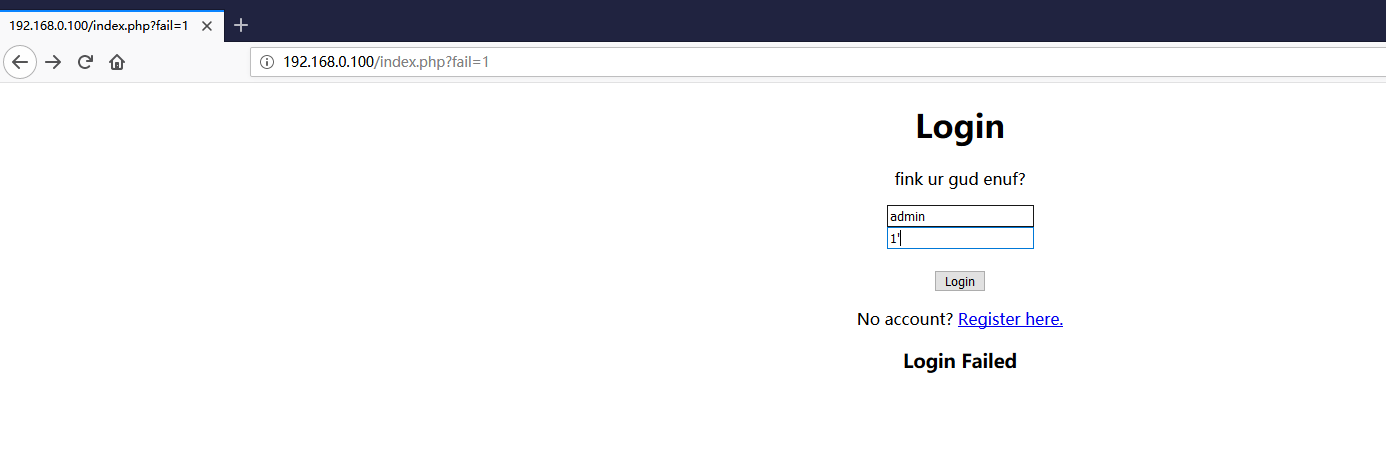 192.168.0.100/index.php?fail=1
192.168.0.100/index.php?fail=1
Login
fink ur gud enuf?
admin
1'
Login
No account? Register here.
Login Failed